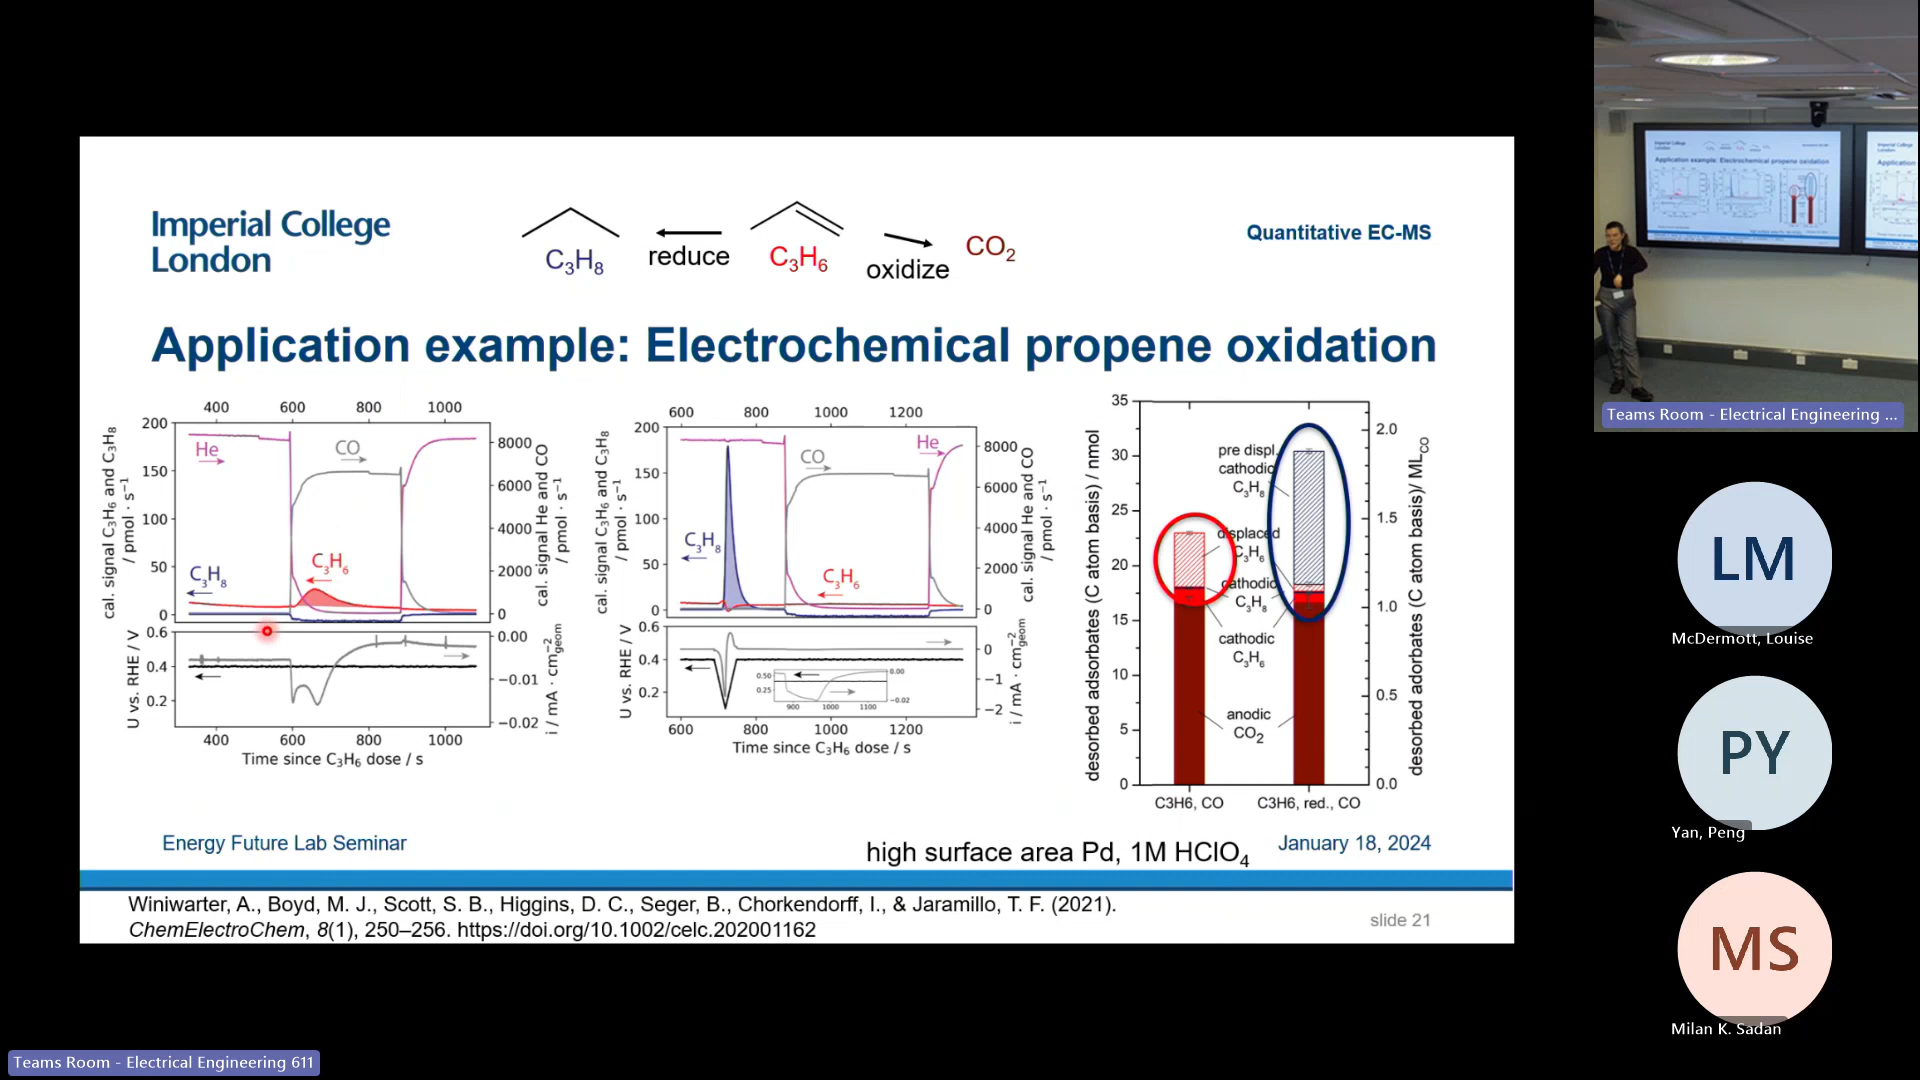 Imperial College
London
C3H8
reduce
C3H6
oxidize
CO2
Quantitative EC-MS
Application example: Electrochemical propene oxidation
400 600 800 1000
200
150
100
50
0
cal. signal C3H6 and C3H8
/ pmol · s−1
He
CO
C3H8
C3H6
8000
6000
4000
2000
0
cal. signal He and CO
/ pmol · s−1
0.6
0.4
0.2
U vs. RHE / V
0.00
−0.01
−0.02
i / mA · cm−2geom
400 600 800 1000
Time since C3H6 dose / s
600 800 1000 1200
200
150
100
50
0
cal. signal C3H6 and C3H8
/ pmol · s−1
CO
He
C3H8
C3H6
8000
6000
4000
2000
0
cal. signal He and CO
/ pmol · s−1
0.6
0.4
0.2
U vs. RHE / V
0.50
0.25
0.00
−0.02
900 1000 1100
0
−1
−2
i / mA · cm−2geom
600 800 1000 1200
Time since C3H6 dose / s
35
30
25
20
15
10
5
0
desorbed adsorbates (C atom basis) / nmol
pre displ.
cathodic
C3H8
displaced
C3H6
cathodic
C3H8
cathodic
C3H6
anodic
CO2
2.0
1.5
1.0
0.5
0.0
desorbed adorbates (C atom basis)/ MLCO
C3H6, CO
C3H6, red., CO
Energy Future Lab Seminar
high surface area Pd, 1M HClO4
January 18, 2024
Winiwarter, A., Boyd, M. J., Scott, S. B., Higgins, D. C., Seger, B., Chorkendorff, I., & Jaramillo, T. F. (2021).
ChemElectroChem, 8(1), 250–256. https://doi.org/10.1002/celc.202001162
slide 21
Teams Room - Electrical Engineering ...
LM
McDermott, Louise
PY
Yan, Peng
MS
Milan K. Sadan
Teams Room - Electrical Engineering 611